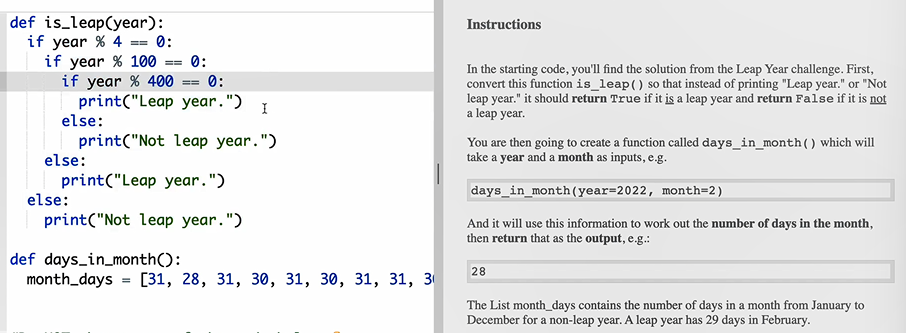 def is_leap(year):
if year % 4 == 0:
if year % 100 == 0:
if year % 400 == 0:
print("Leap year.")
else:
print("Not leap year.")
else:
print("Leap year.")
else:
print("Not leap year.")
def days_in_month():
month_days = [31, 28, 31, 30, 31, 30, 31, 31,
Instructions
In the starting code, you'll find the solution from the Leap Year challenge. First,
convert this function is_leap() so that instead of printing "Leap year." or "Not
leap year." it should return True if it is a leap year and return False if it is not
a leap year.
You are then going to create a function called days_in_month() which will
take a year and a month as inputs, e.g.
days_in_month(year=2022, month=2)
And it will use this information to work out the number of days in the month,
then return that as the output, e.g.:
28
The List month_days contains the number of days in a month from January to
December for a non-leap year. A leap year has 29 days in February.